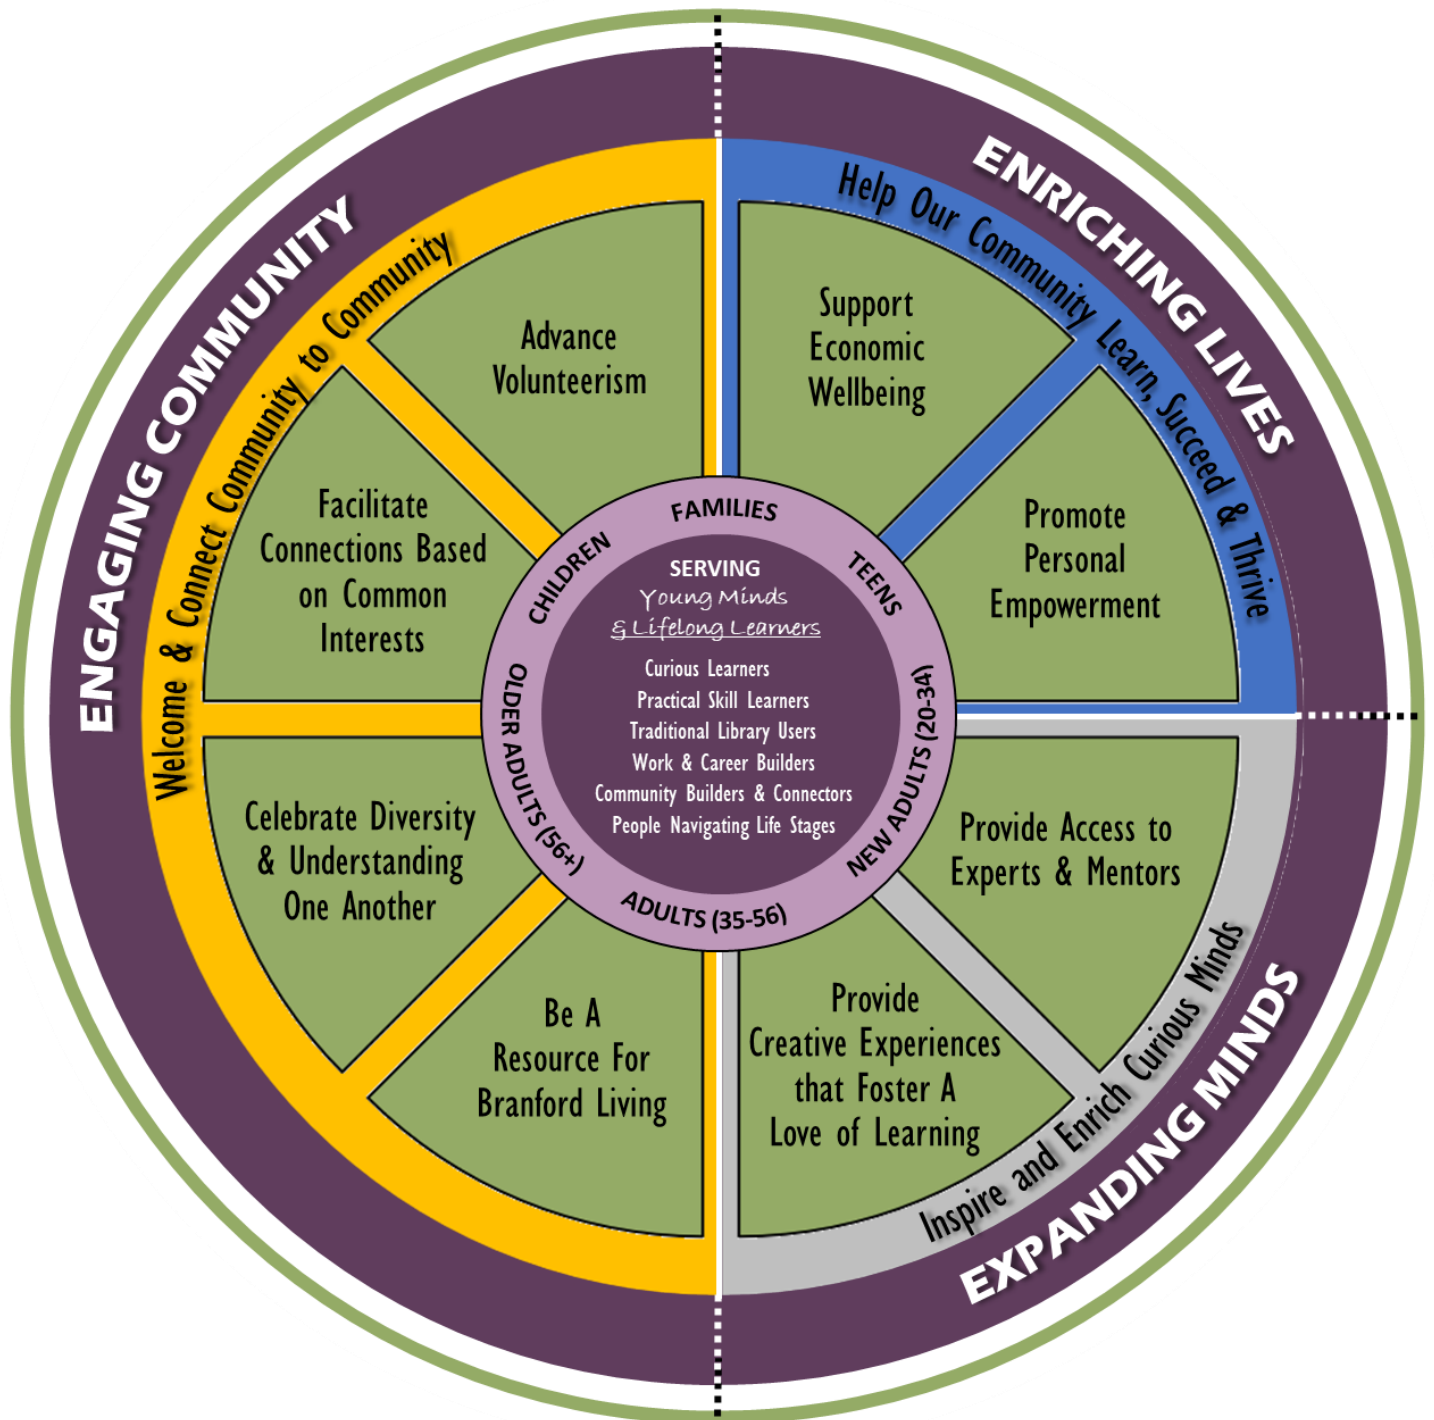 ENGAGING COMMUNITY
ENRICHING LIVES
EXPANDING MINDS
Welcome & Connect Community to Community
Help Our Community Learn, Succeed & Thrive
Inspire and Enrich Curious Minds
Advance
Volunteerism
Support
Economic
Wellbeing
Facilitate
Connections Based
on Common
Interests
Promote
Personal
Empowerment
Celebrate Diversity
& Understanding
One Another
Provide Access to
Experts & Mentors
Be A
Resource For
Branford Living
Provide
Creative Experiences
that Foster A
Love of Learning
FAMILIES
TEENS
NEW ADULTS (20-34)
ADULTS (35-56)
OLDER ADULTS (56+)
CHILDREN
SERVING
Young Minds
& Lifelong Learners
Curious Learners
Practical Skill Learners
Traditional Library Users
Work & Career Builders
Community Builders & Connectors
People Navigating Life Stages